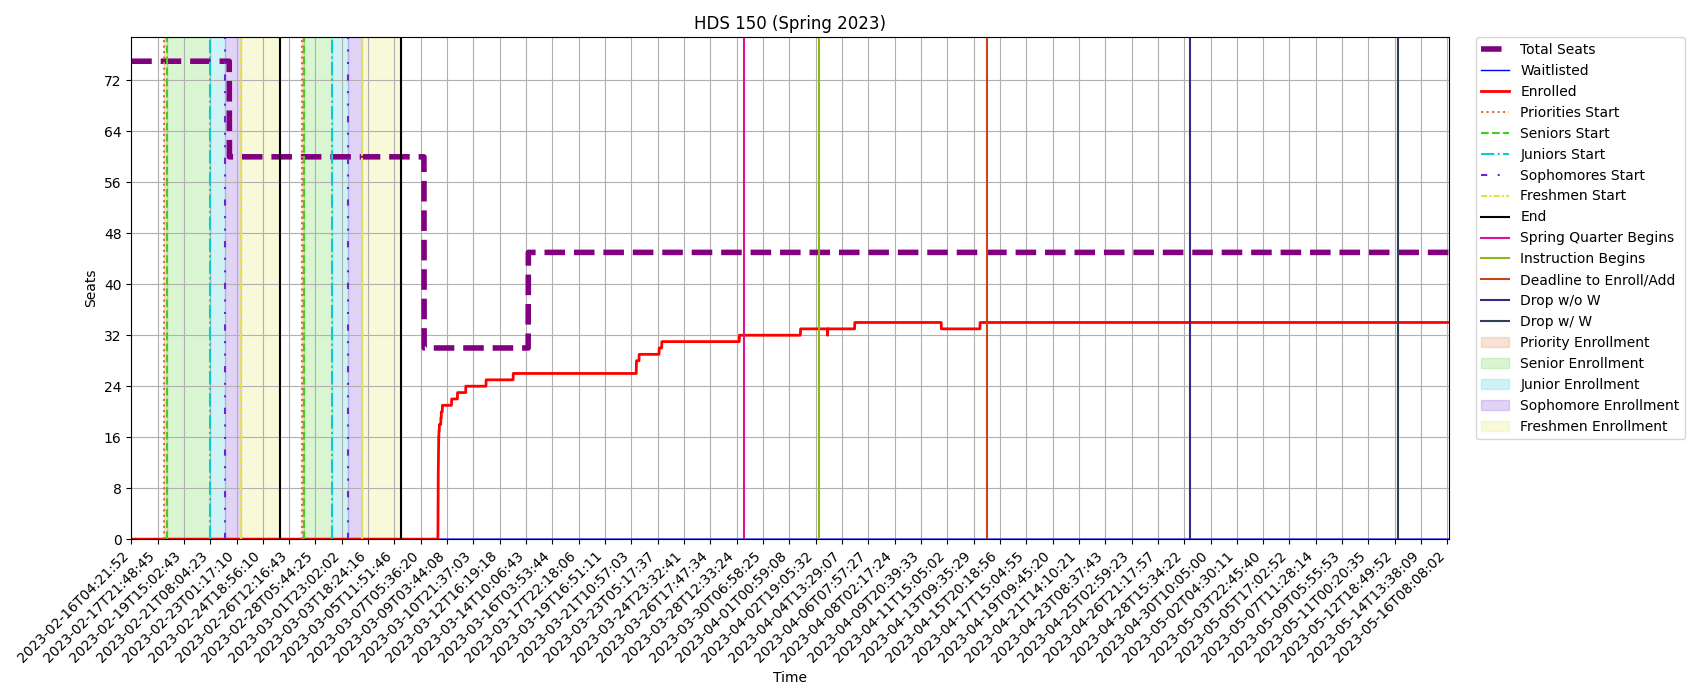 HDS 150 (Spring 2023)
Seats
72
64
56
48
40
32
24
16
8
0
2023-02-16T04:21:52
2023-02-17T21:48:45
2023-02-19T15:02:43
2023-02-21T08:04:23
2023-02-23T01:17:10
2023-02-24T18:56:10
2023-02-26T12:16:43
2023-02-28T05:44:25
2023-03-01T23:02:02
2023-03-03T18:24:16
2023-03-05T11:51:46
2023-03-07T05:36:20
2023-03-09T03:44:08
2023-03-10T21:37:03
2023-03-12T16:19:18
2023-03-14T10:06:43
2023-03-16T03:53:44
2023-03-17T22:18:06
2023-03-19T16:51:11
2023-03-21T10:57:03
2023-03-23T05:17:37
2023-03-24T23:32:41
2023-03-26T17:47:34
2023-03-28T12:33:24
2023-03-30T06:58:25
2023-04-01T00:59:08
2023-04-02T19:05:32
2023-04-04T13:29:07
2023-04-06T07:57:27
2023-04-08T02:17:24
2023-04-09T20:39:33
2023-04-11T15:05:02
2023-04-13T09:35:29
2023-04-15T20:18:56
2023-04-17T15:04:55
2023-04-19T09:45:20
2023-04-21T14:10:21
2023-04-23T08:37:43
2023-04-25T02:59:23
2023-04-26T21:17:57
2023-04-28T15:34:22
2023-04-30T10:05:00
2023-05-02T04:30:11
2023-05-03T22:45:40
2023-05-05T17:02:52
2023-05-07T11:28:14
2023-05-09T05:55:53
2023-05-11T00:20:35
2023-05-12T18:49:52
2023-05-14T13:38:09
2023-05-16T08:08:02
Time
Total Seats
Waitlisted
Enrolled
Priorities Start
Seniors Start
Juniors Start
Sophomores Start
Freshmen Start
End
Spring Quarter Begins
Instruction Begins
Deadline to Enroll/Add
Drop w/o W
Drop w/ W
Priority Enrollment
Senior Enrollment
Junior Enrollment
Sophomore Enrollment
Freshmen Enrollment